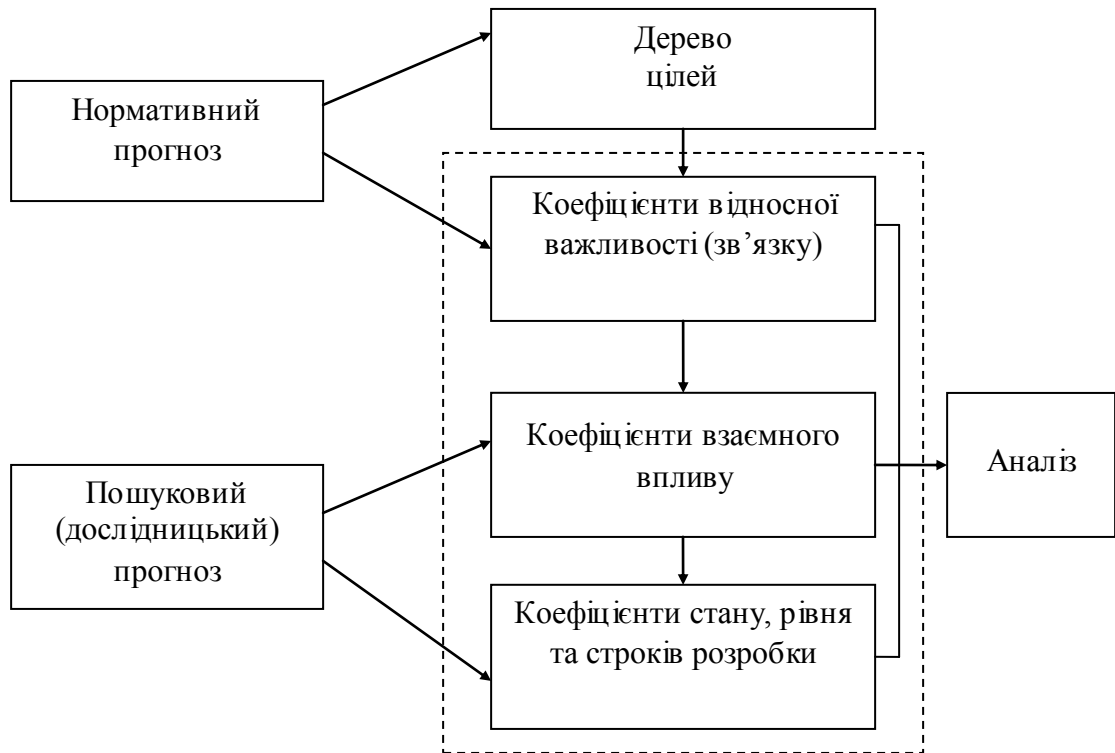 Дерево
цілей
Нормативний
прогноз
Коефіцієнти відносної
важливості (зв’язку)
Коефіцієнти взаємного
впливу
Аналіз
Пошуковий
(дослідницький)
прогноз
Коефіцієнти стану, рівня
та строків розробки